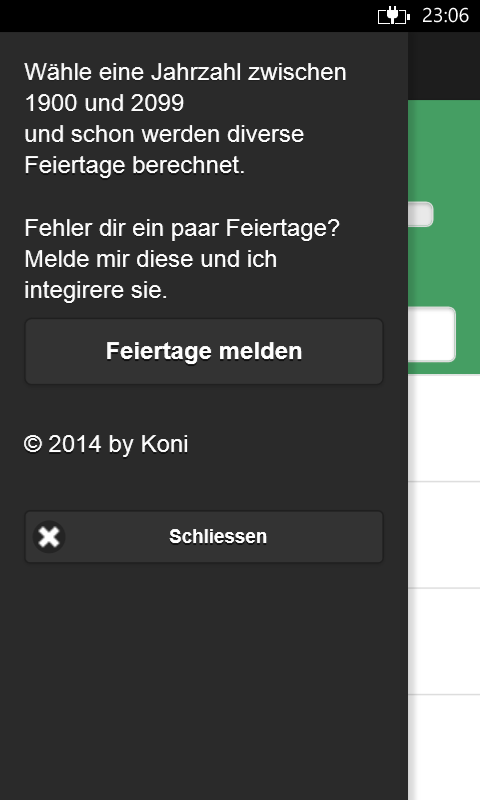 23:06
Wähle eine Jahrzahl zwischen
1900 und 2099
und schon werden diverse
Feiertage berechnet.
Fehler dir ein paar Feiertage?
Melde mir diese und ich
integirere sie.
Feiertage melden
© 2014 by Koni
Schliessen